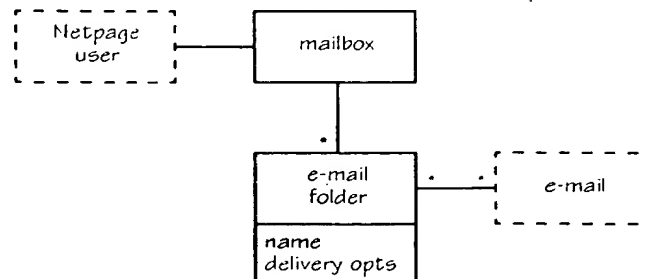 Netpage
user
mailbox
e-mail
folder
e-mail
name
delivery opts